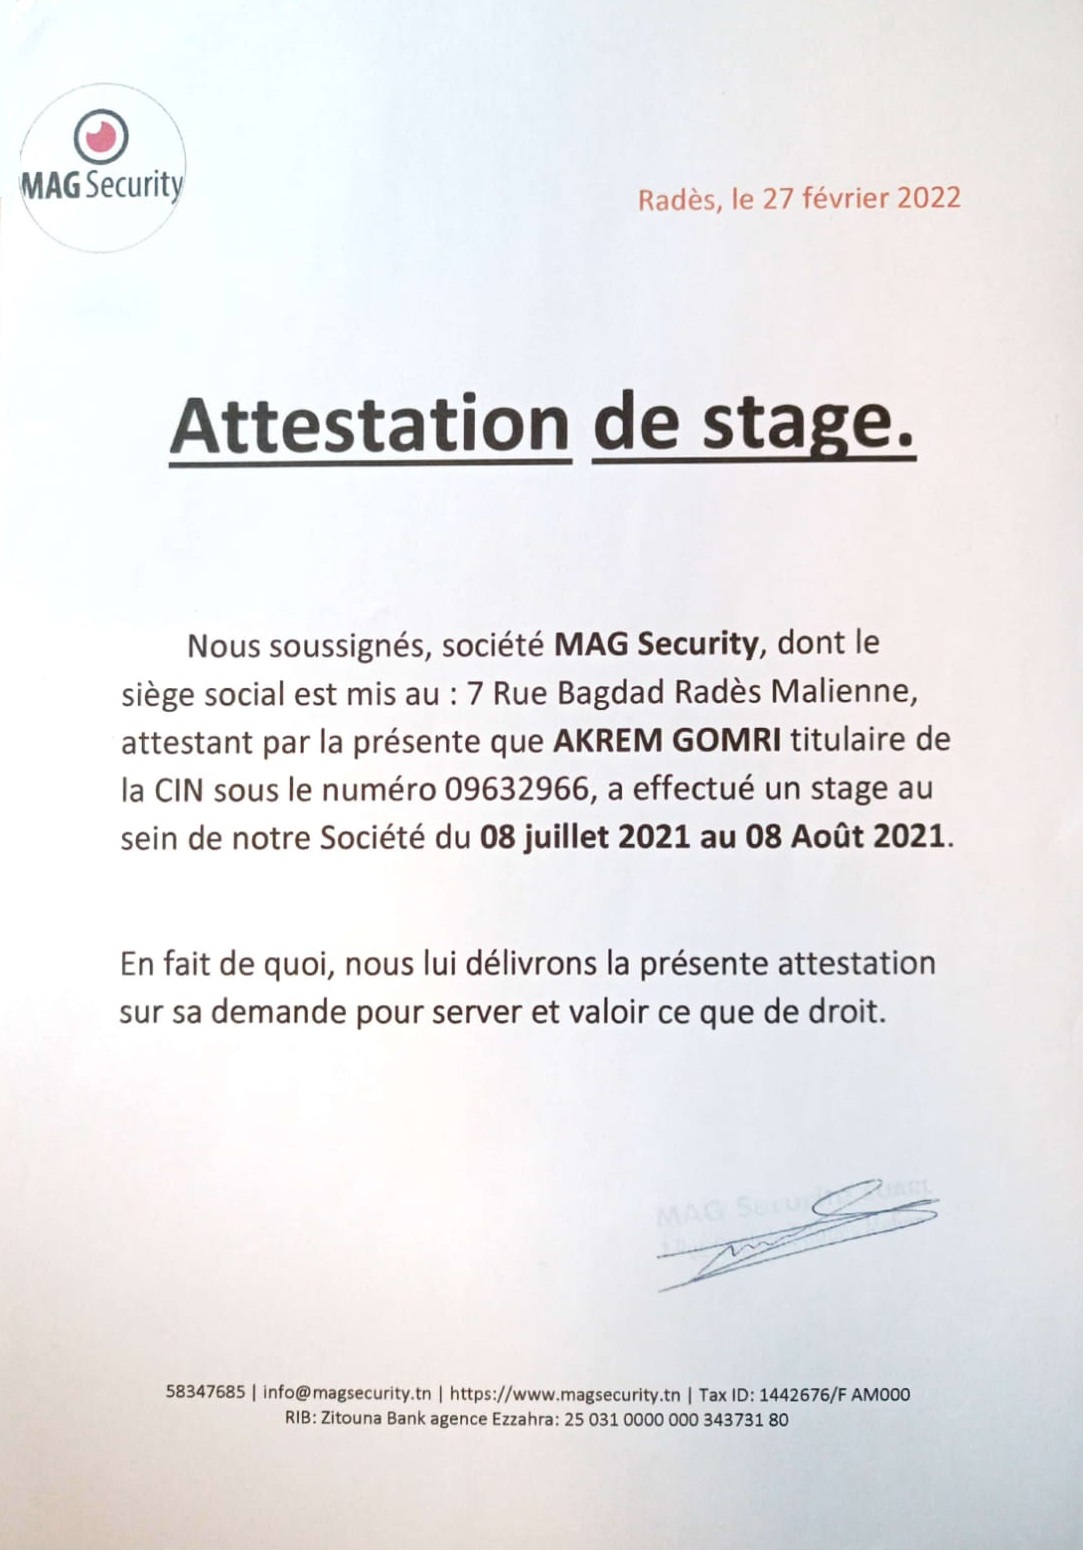 MAG Security
Radès, le 27 février 2022
Attestation de stage.
Nous soussignés, société MAG Security, dont le
siège social est mis au : 7 Rue Bagdad Radès Malienne,
attestant par la présente que AKREM GOMRI titulaire de
la CIN sous le numéro 09632966, a effectué un stage au
sein de notre Société du 08 juillet 2021 au 08 Août 2021.
En fait de quoi, nous lui délivrons la présente attestation
sur sa demande pour server et valoir ce que de droit.
MAG Security
58347685 | info@magsecurity.tn | https://www.magsecurity.tn | Tax ID: 1442676/F AM000
RIB: Zitouna Bank agence Ezzahra: 25 031 0000 000 343731 80